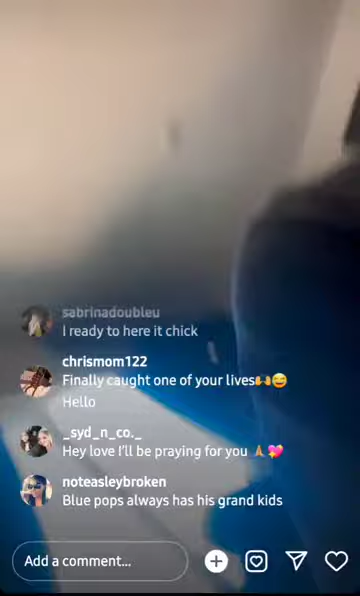 sabrinadoubleu
I ready to here it chick
chrismom122
Finally caught one of your lives🙌😅
Hello
_syd_n_co._
Hey love I'll be praying for you 🙏💖
noteasleybroken
Blue pops always has his grand kids
Add a comment...